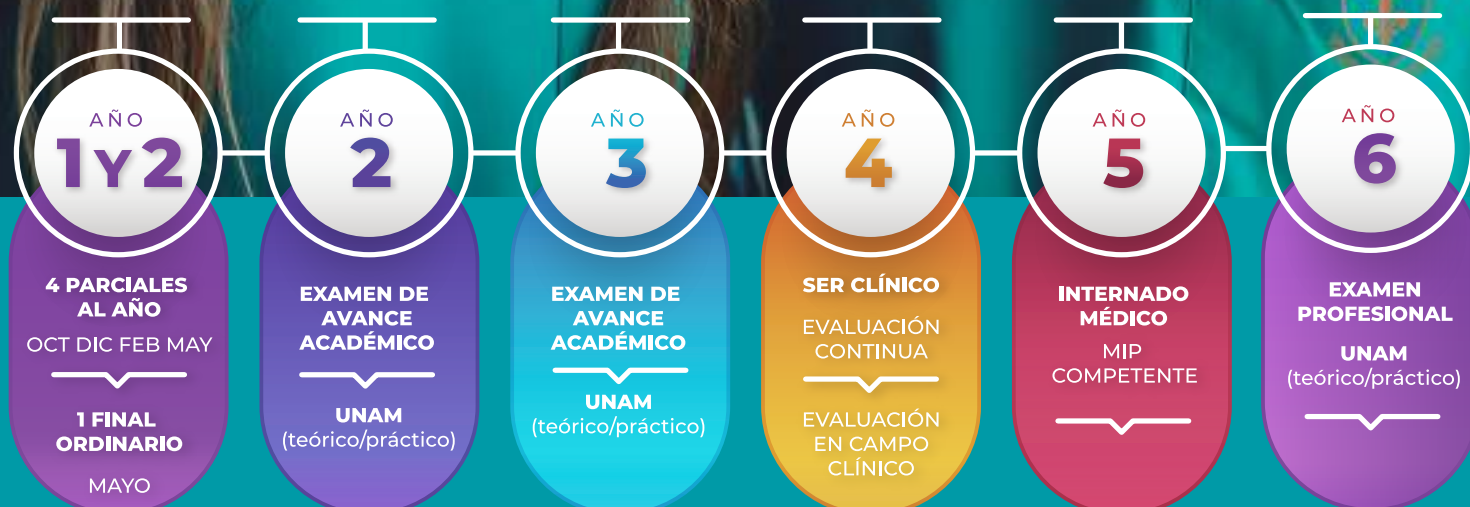 AÑO
1 Y 2
4 PARCIALES
AL AÑO
OCT DIC FEB MAY
1 FINAL
ORDINARIO
MAYO
AÑO
2
EXAMEN DE
AVANCE
ACADÉMICO
UNAM
(teórico/práctico)
AÑO
3
EXAMEN DE
AVANCE
ACADÉMICO
UNAM
(teórico/práctico)
AÑO
4
SER CLÍNICO
EVALUACIÓN
CONTINUA
EVALUACIÓN
EN CAMPO
CLÍNICO
AÑO
5
INTERNADO
MÉDICO
MIP
COMPETENTE
AÑO
6
EXAMEN
PROFESIONAL
UNAM
(teórico/práctico)